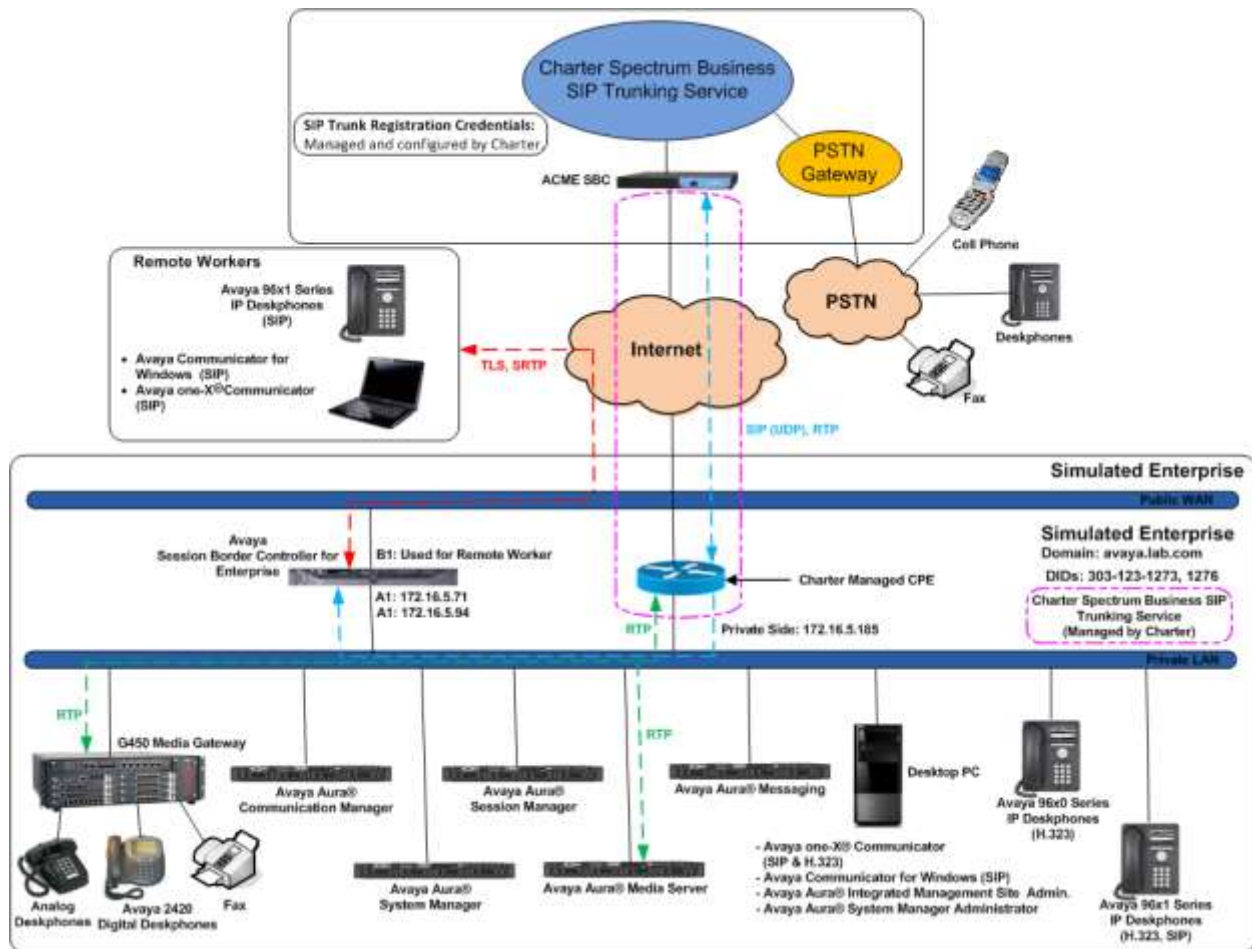 Charter Spectrum Business
SIP Trunking Service
SIP Trunk Registration Credentials:
Managed and configured by Charter.
ACME SBC
PSTN
Gateway
Cell Phone
PSTN
Deskphones
Fax
Remote Workers
Avaya 96x1 Series
IP Deskphones
(SIP)
• Avaya Communicator for
Windows (SIP)
• Avaya one-X®Communicator
(SIP)
Internet
TLS, SRTP
SIP (UDP), RTP
Simulated Enterprise
Public WAN
Avaya
Session Border Controller for
Enterprise
B1: Used for Remote Worker
A1: 172.16.5.71
A1: 172.16.5.94
Charter Managed CPE
RTP
Private Side: 172.16.5.185
Simulated Enterprise
Domain: avaya.lab.com
DIDs: 303-123-1273, 1276
Charter Spectrum Business SIP
Trunking Service
(Managed by Charter)
Private LAN
RTP
G450 Media Gateway
RTP
Avaya Aura®
Communication Manager
Avaya Aura®
Session Manager
Avaya Aura® Messaging
Desktop PC
Avaya 96x0 Series
IP Deskphones
(H.323)
Analog
Deskphones
Avaya 2420
Digital Deskphones
Fax
Avaya Aura®
System Manager
Avaya Aura® Media Server
- Avaya one-X® Communicator
(SIP & H.323)
- Avaya Communicator for Windows (SIP)
- Avaya Aura® Integrated Management Site Admin.
- Avaya Aura® System Manager Administrator
Avaya 96x1 Series
IP Deskphones
(H.323, SIP)